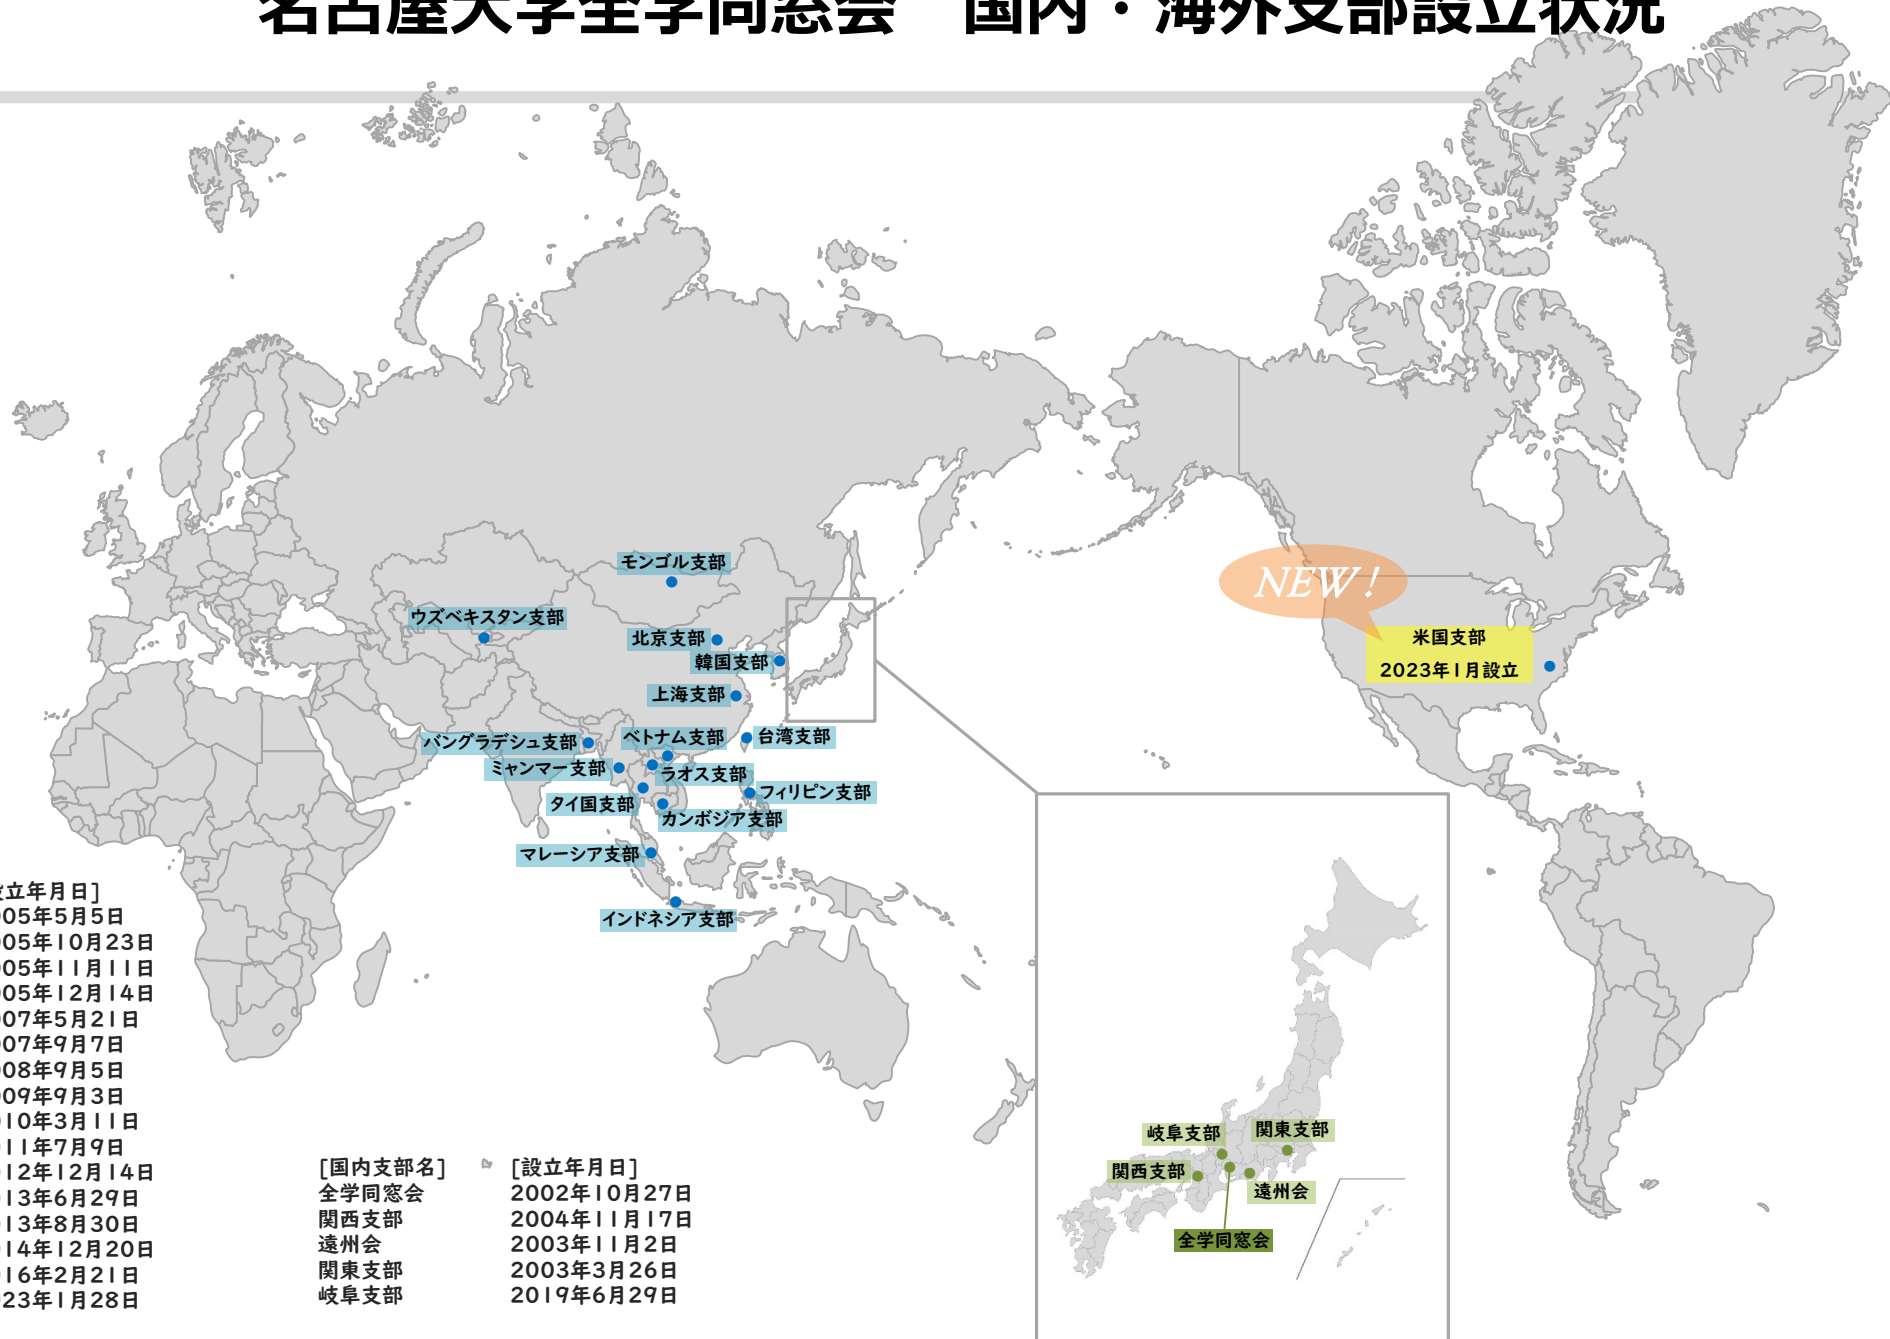 名古屋大学全学同窓会　国内・海外支部設立状況
モンゴル支部
ウズベキスタン支部
北京支部
韓国支部
上海支部
バングラデシュ支部
ベトナム支部
台湾支部
ミャンマー支部
ラオス支部
タイ国支部
フィリピン支部
カンボジア支部
マレーシア支部
インドネシア支部
NEW!
米国支部
2023年1月設立
立年月日]
05年5月5日
05年10月23日
05年11月11日
05年12月14日
07年5月21日
07年9月7日
08年9月5日
09年9月3日
10年3月11日
11年7月9日
12年12月14日
13年6月29日
13年8月30日
14年12月20日
16年2月21日
23年1月28日
[国内支部名] [設立年月日]
全学同窓会 2002年10月27日
関西支部 2004年11月17日
遠州会 2003年11月2日
関東支部 2003年3月26日
岐阜支部 2019年6月29日
岐阜支部
関東支部
関西支部
遠州会
全学同窓会